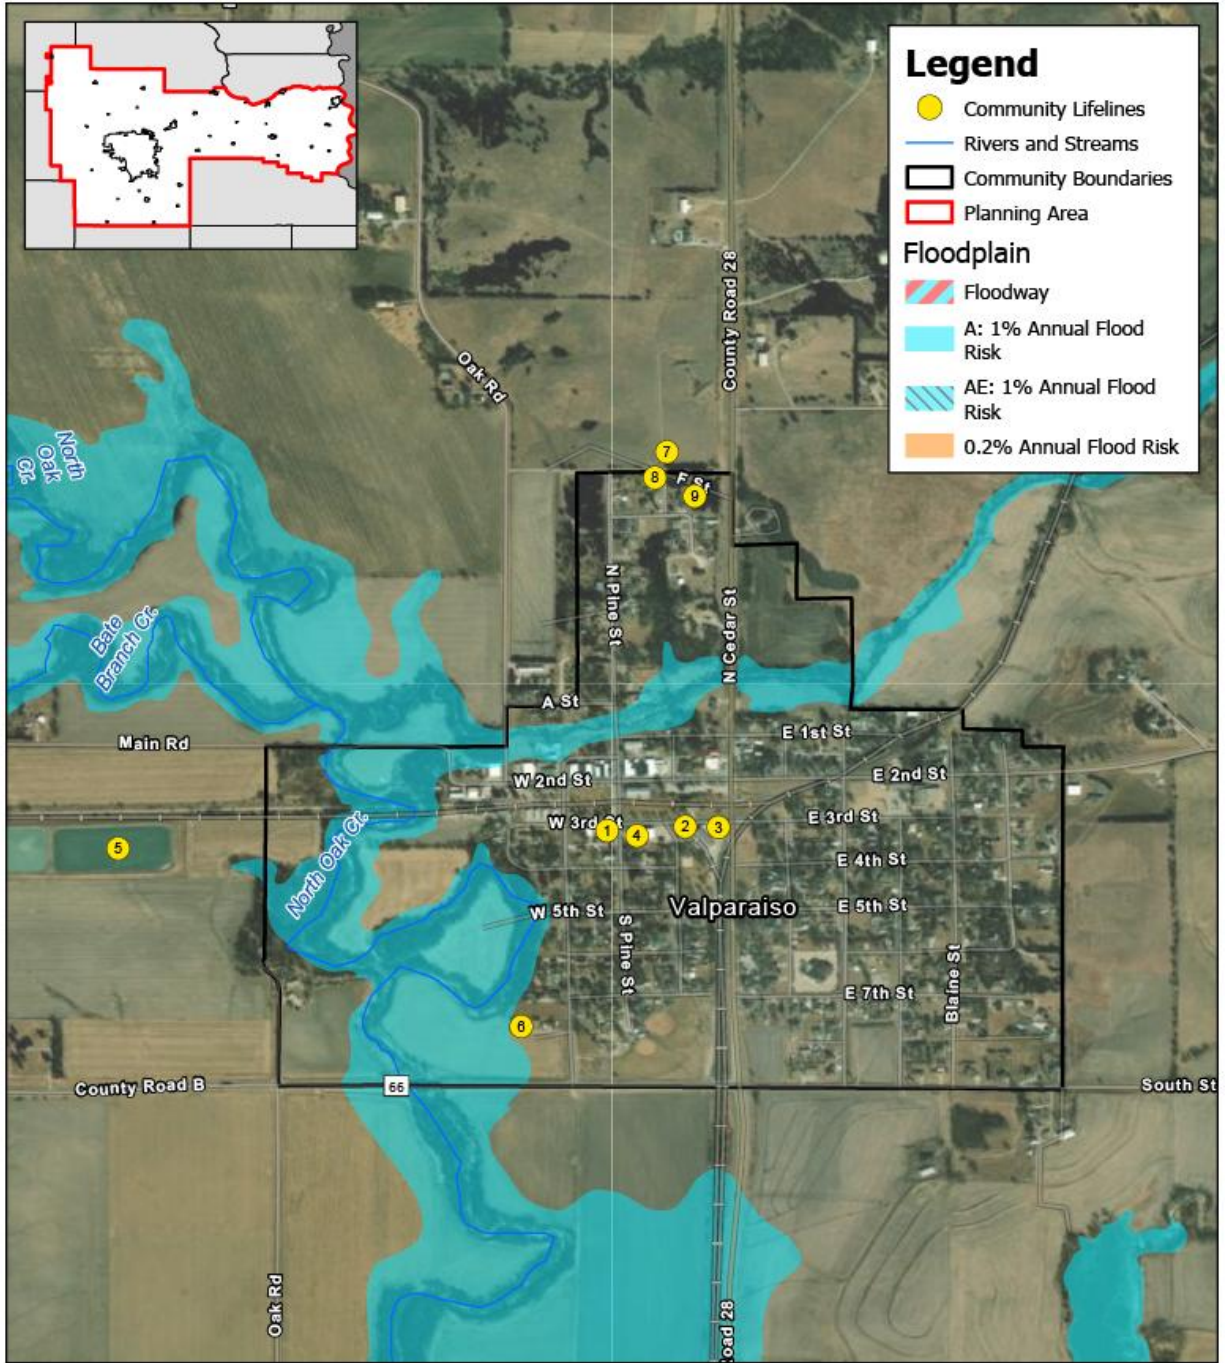 Legend
Community Lifelines
Rivers and Streams
Community Boundaries
Planning Area
Floodplain
Floodway
A: 1% Annual Flood
Risk
AE: 1% Annual Flood
Risk
0.2% Annual Flood Risk
County Road 28
Oak Rd
North
Oak
Cr.
7
8
F St
9
N Pine St
N Cedar St
Bate
Branch Cr.
A St
Main Rd
E 1st St
W 2nd St
E 2nd St
W 3rd St
E 3rd St
1
4
2
3
5
North Oak Cr.
E 4th St
Valparaiso
W 5th St
E 5th St
S Pine St
Blaine St
E 7th St
6
County Road B
66
South St
Oak Rd
Road 28